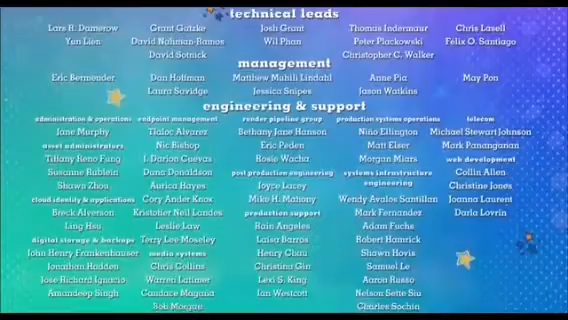 technical leads
Lars R. Damerow
Grant Gatzke
Josh Grant
Thomas Indermaur
Chris Lasell
Yun Lien
David Nahman-Ramos
Wil Phan
Peter Plackowski
Félix O. Santiago
David Sotnick
Christopher C. Walker
management
Eric Bermender
Dan Hoffman
Matthew Muhili Lindahl
Anne Pia
May Pon
Laura Savidge
Jessica Snipes
Jason Watkins
engineering & support
administration & operations
Jane Murphy
asset administrators
Tiffany Reno Fung
Susanne Rublein
Shawn Zhou
cloud identity & applications
Breck Alverson
Ling Hsu
digital storage & backups
John Henry Frankenhauser
Jonathan Hadden
Jose Richard Ignacio
Amandeep Singh
endpoint management
Tlaloc Alvarez
Nic Bishop
J. Darion Cuevas
Dana Donaldson
Aurica Hayes
Cory Ander Knox
Kristofer Neil Landes
Leslie Law
Terry Lee Moseley
media systems
Chris Collins
Warren Latimer
Candace Magaña
Bob Morgan
render pipeline group
Bethany Jane Hanson
Eric Peden
Rosie Wacha
post production engineering
Joyce Lacey
Mike H. Mahony
production support
Rain Angeles
Luisa Barros
Henry Chau
Christina Gin
Lexi S. King
Ian Westcott
production systems operations
Niño Ellington
Matt Elser
Morgan Miars
systems infrastructure
engineering
Wendy Avalos Santillan
Mark Fernandez
Adam Fuchs
Robert Hamrick
Shawn Hovis
Samuel Le
Aaron Russo
Nelson Sette Siu
Charles Sochin
telecom
Michael Stewart Johnson
Mark Pananganan
web development
Collin Allen
Christine Jones
Joanna Laurent
Darla Lovrin